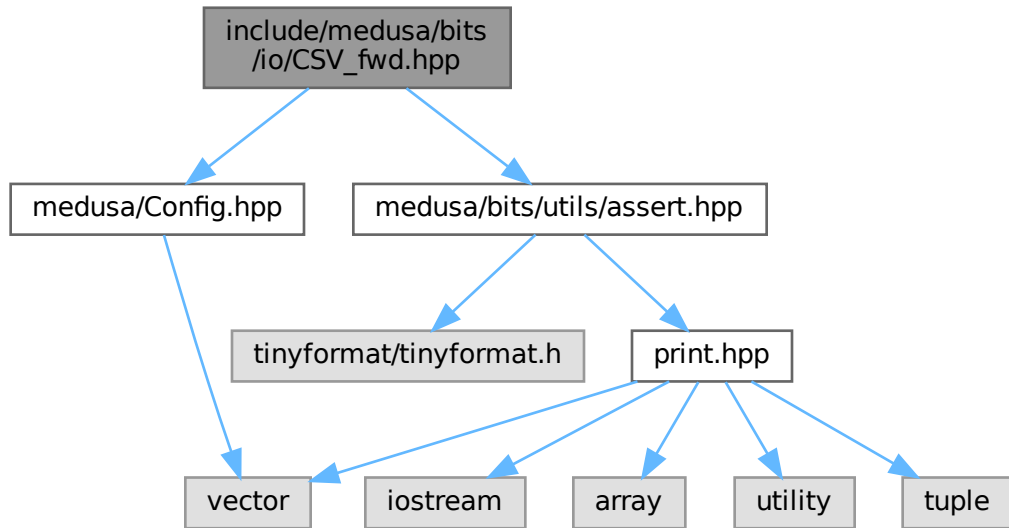 include/medusa/bits
/io/CSV_fwd.hpp
medusa/Config.hpp
medusa/bits/utils/assert.hpp
tinyformat/tinyformat.h
print.hpp
vector
iostream
array
utility
tuple